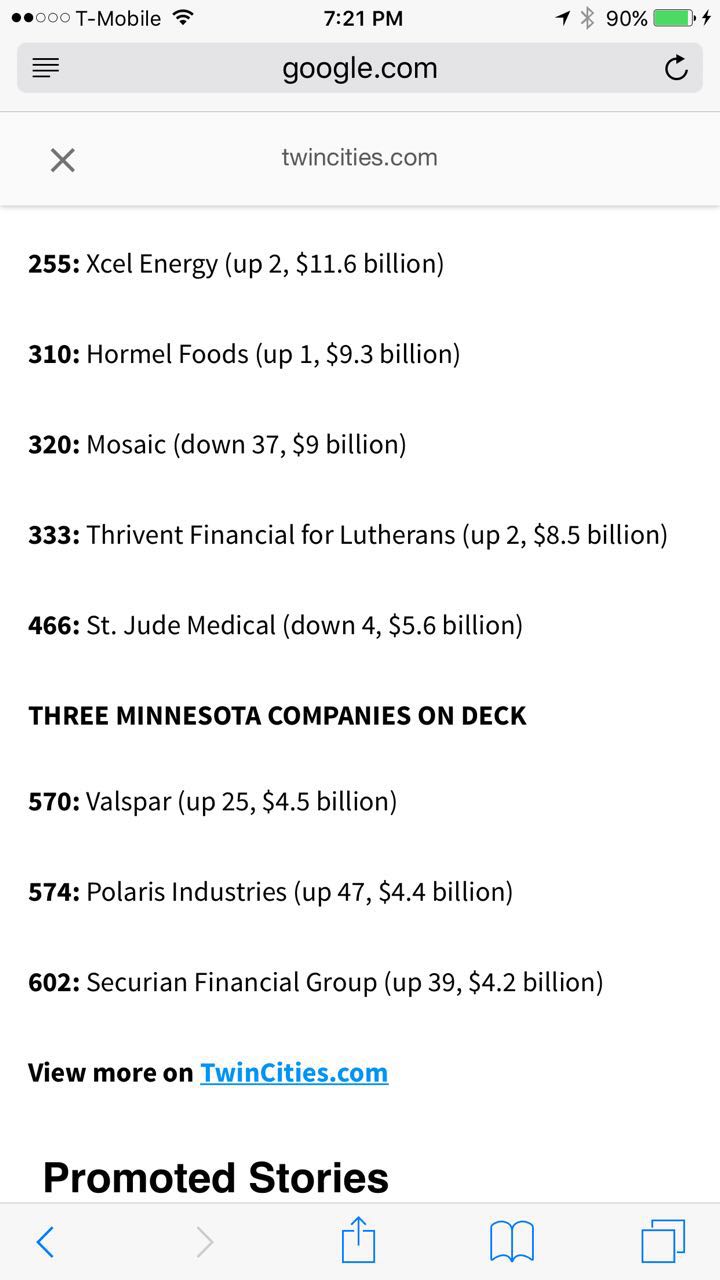 T-Mobile 7:21 PM 90%
google.com
twincities.com
255: Xcel Energy (up 2, $11.6 billion)
310: Hormel Foods (up 1, $9.3 billion)
320: Mosaic (down 37, $9 billion)
333: Thrivent Financial for Lutherans (up 2, $8.5 billion)
466: St. Jude Medical (down 4, $5.6 billion)
THREE MINNESOTA COMPANIES ON DECK
570: Valspar (up 25, $4.5 billion)
574: Polaris Industries (up 47, $4.4 billion)
602: Securian Financial Group (up 39, $4.2 billion)
View more on TwinCities.com
Promoted Stories